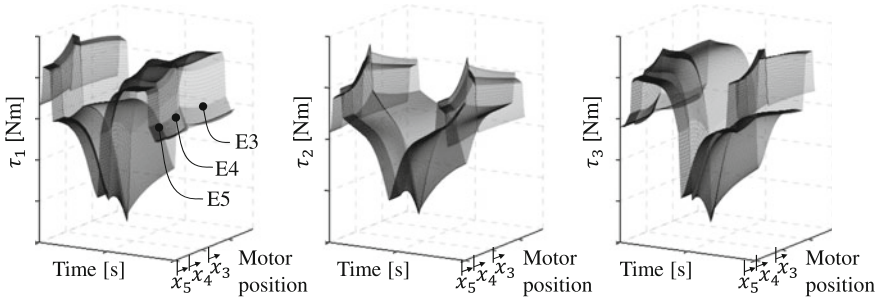 τ₁ [Nm]
E3
E4
E5
Time [s]
x₅ x₄ x₃
Motor position
τ₂ [Nm]
Time [s]
x₅ x₄ x₃
Motor position
τ₃ [Nm]
Time [s]
x₅ x₄ x₃
Motor position